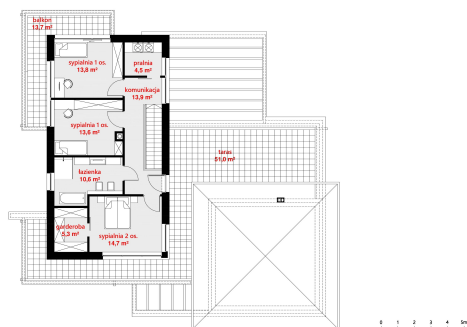 balkon
13,7 m²
sypialnia 1 os.
13,8 m²
pralnia
4,5 m²
komunikacja
13,9 m²
sypialnia 1 os.
13,6 m²
taras
51,0 m²
łazienka
10,6 m²
garderoba
5,3 m²
sypialnia 2 os.
14,7 m²
0 1 2 3 4 5m